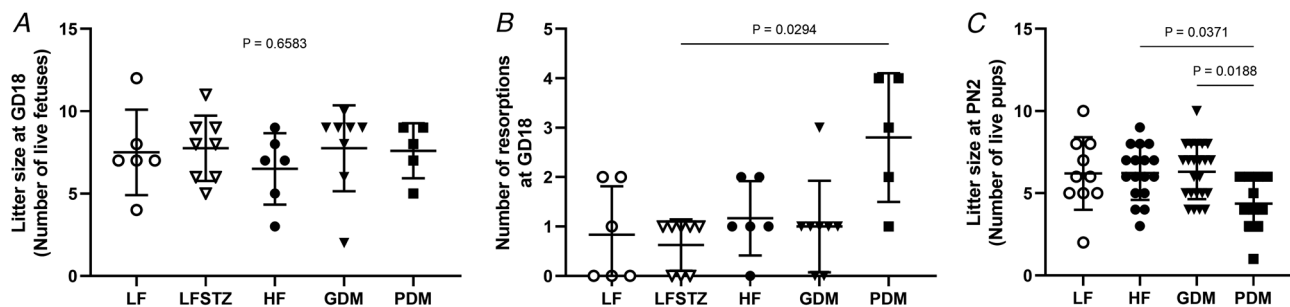 A
Litter size at GD18
(Number of live fetuses)
15
10
5
0
P = 0.6583
LF
LFSTZ
HF
GDM
PDM
B
Number of resorptions
at GD18
5
4
3
2
1
0
P = 0.0294
LF
LFSTZ
HF
GDM
PDM
C
Litter size at PN2
(Number of live pups)
15
10
5
0
P = 0.0371
P = 0.0188
LF
HF
GDM
PDM